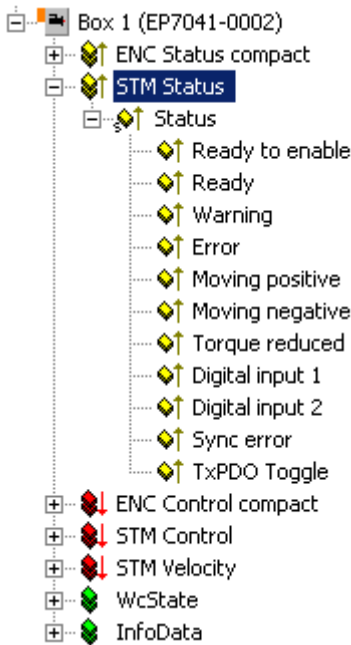 Box 1 (EP7041-0002)
ENC Status compact
STM Status
Status
Ready to enable
Ready
Warning
Error
Moving positive
Moving negative
Torque reduced
Digital input 1
Digital input 2
Sync error
TxPDO Toggle
ENC Control compact
STM Control
STM Velocity
WcState
InfoData